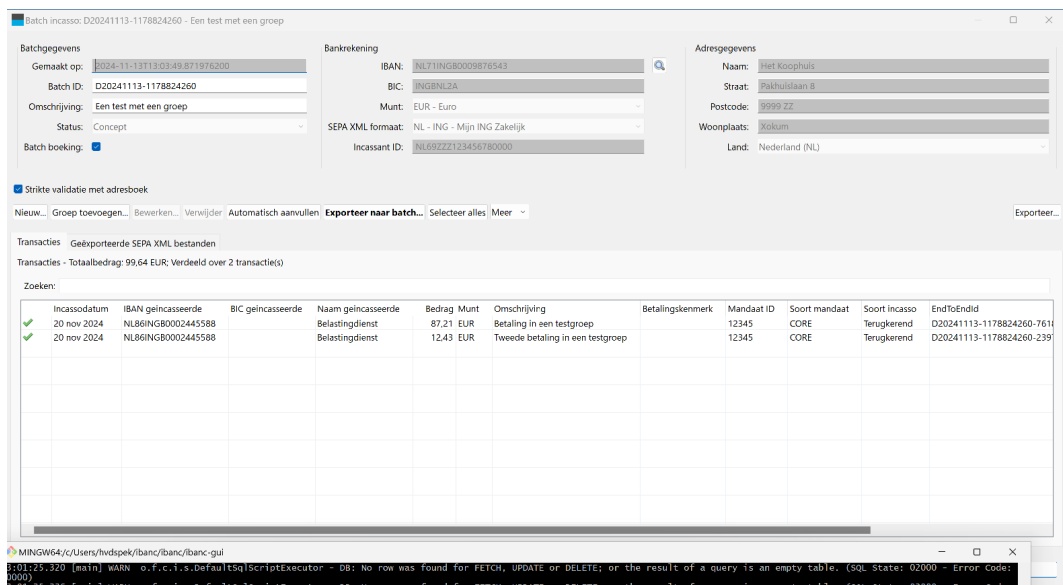 Batch incasso: D20241113-1178824260 - Een test met een groep
Batchgegevens
Gemaakt op: 2024-11-13T13:03:49.871976200
Batch ID: D20241113-1178824260
Omschrijving: Een test met een groep
Status: Concept
Batch boeking:
Bankrekening
IBAN: NL71INGB0009876543
BIC: INGBNL2A
Munt: EUR - Euro
SEPA XML formaat: NL - ING - Mijn ING Zakelijk
Incassant ID: NL69ZZZ123456780000
Adresgegevens
Naam: Het Koophuis
Straat: Pakhuislaan 8
Postcode: 9999 ZZ
Woonplaats: Xokum
Land: Nederland (NL)
Strikte validatie met adresboek
Nieuw... Groep toevoegen... Bewerken... Verwijder Automatisch aanvullen Exporteer naar batch... Selecteer alles Meer Exporteer...
Transacties Geëxporteerde SEPA XML bestanden
Transacties - Totaalbedrag: 99,64 EUR; Verdeeld over 2 transactie(s)
Zoeken:
Incassodatum IBAN geincasseerde BIC geincasseerde Naam geincasseerde Bedrag Munt Omschrijving Betalingskenmerk Mandaat ID Soort mandaat Soort incasso EndToEndId
20 nov 2024 NL86INGB0002445588 Belastingdienst 87,21 EUR Betaling in een testgroep 12345 CORE Terugkerend D20241113-1178824260-7618
20 nov 2024 NL86INGB0002445588 Belastingdienst 12,43 EUR Tweede betaling in een testgroep 12345 CORE Terugkerend D20241113-1178824260-2397
MINGW64:/c/Users/hvdspek/ibanc/ibanc/ibanc-gui
3:01:25.320 [main] WARN o.f.c.i.s.DefaultSqlScriptExecutor - DB: No row was found for FETCH, UPDATE or DELETE; or the result of a query is an empty table. (SQL State: 02000 - Error Code:
0000)